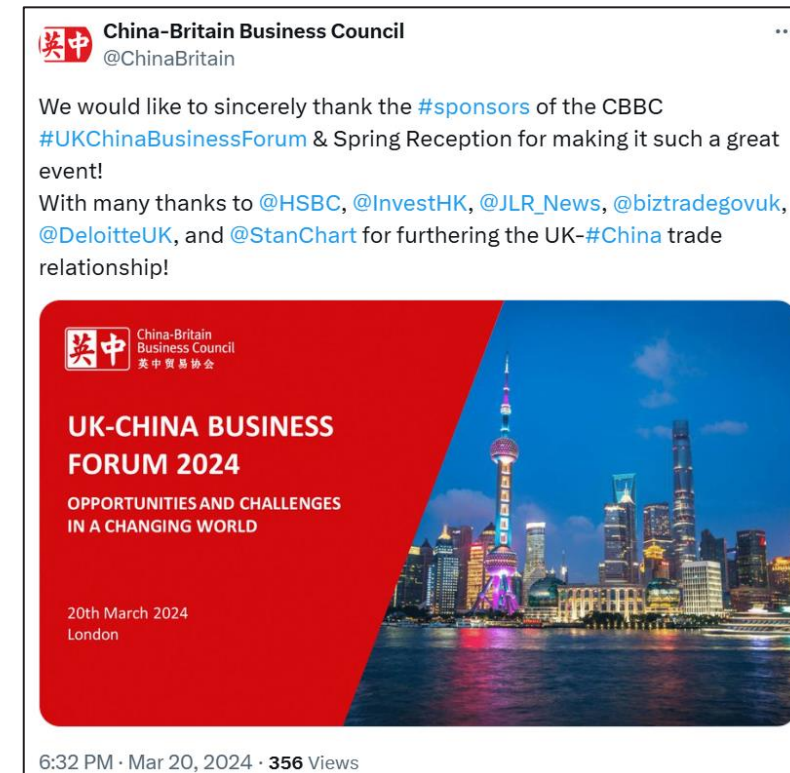 China-Britain Business Council
@ChinaBritain
We would like to sincerely thank the #sponsors of the CBBC
#UKChinaBusinessForum & Spring Reception for making it such a great
event!
With many thanks to @HSBC, @InvestHK, @JLR_News, @biztradegovuk,
@DeloitteUK, and @StanChart for furthering the UK-#China trade
relationship!
英中
China-Britain
Business Council
英中贸易协会
UK-CHINA BUSINESS
FORUM 2024
OPPORTUNITIES AND CHALLENGES
IN A CHANGING WORLD
20th March 2024
London
6:32 PM · Mar 20, 2024 · 356 Views